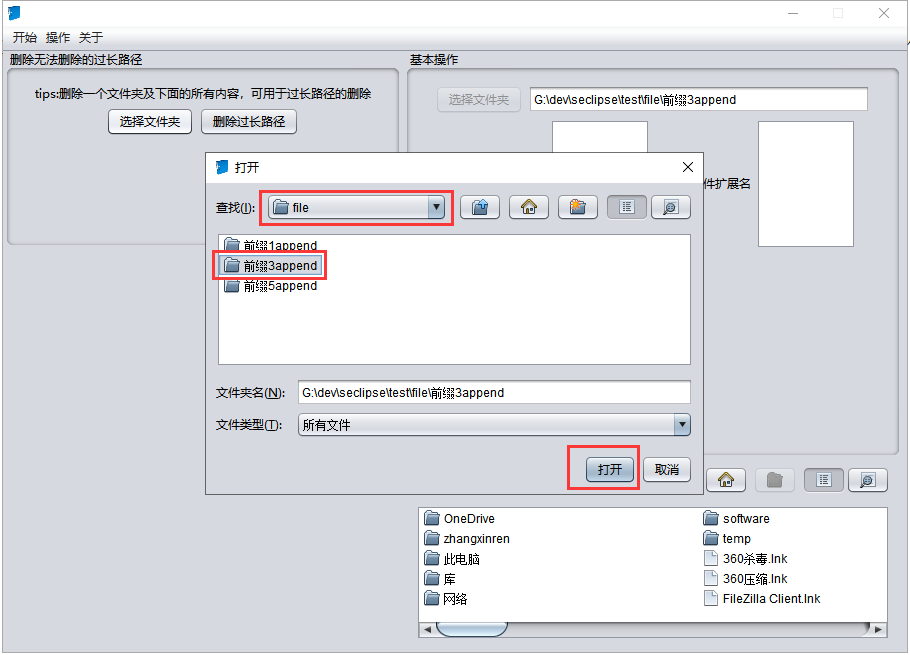 开始 操作 关于
删除无法删除的过长路径
tips:删除一个文件夹及下面的所有内容，可用于过长路径的删除
选择文件夹 删除过长路径
基本操作
选择文件夹 G:\dev\seclipse\test\file\前缀3append
件扩展名
打开
查找(I): file
前缀1append
前缀3append
前缀5append
文件夹名(N): G:\dev\seclipse\test\file\前缀3append
文件类型(T): 所有文件
打开 取消
OneDrive
zhangxinren
此电脑
库
网络
software
temp
360杀毒.lnk
360压缩.lnk
FileZilla Client.lnk